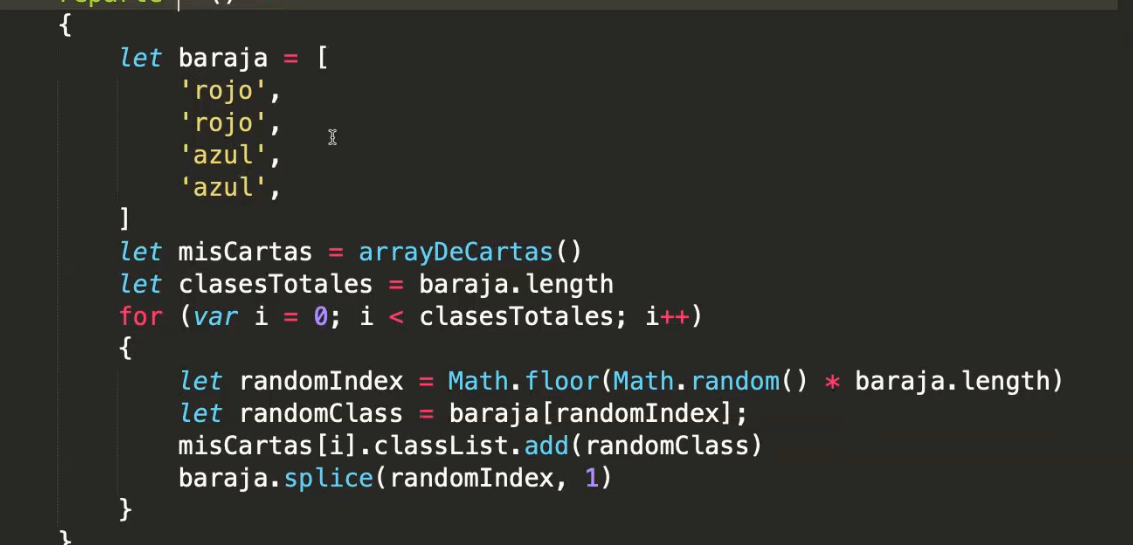 {
let baraja = [
'rojo',
'rojo',
'azul',
'azul',
]
let misCartas = arrayDeCartas()
let clasesTotales = baraja.length
for (var i = 0; i < clasesTotales; i++)
{
let randomIndex = Math.floor(Math.random() * baraja.length)
let randomClass = baraja[randomIndex];
misCartas[i].classList.add(randomClass)
baraja.splice(randomIndex, 1)
}
}